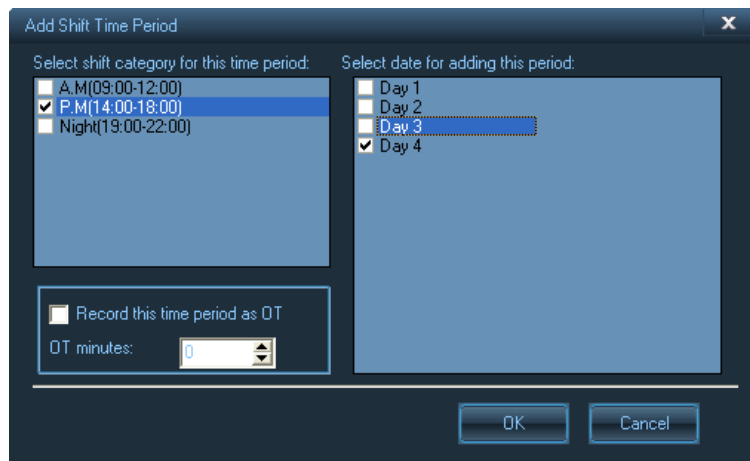 Add Shift Time Period
Select shift category for this time period:
A.M(09:00-12:00)
P.M(14:00-18:00)
Night(19:00-22:00)
Select date for adding this period:
Day 1
Day 2
Day 3
Day 4
Record this time period as OT
OT minutes: 0
OK
Cancel